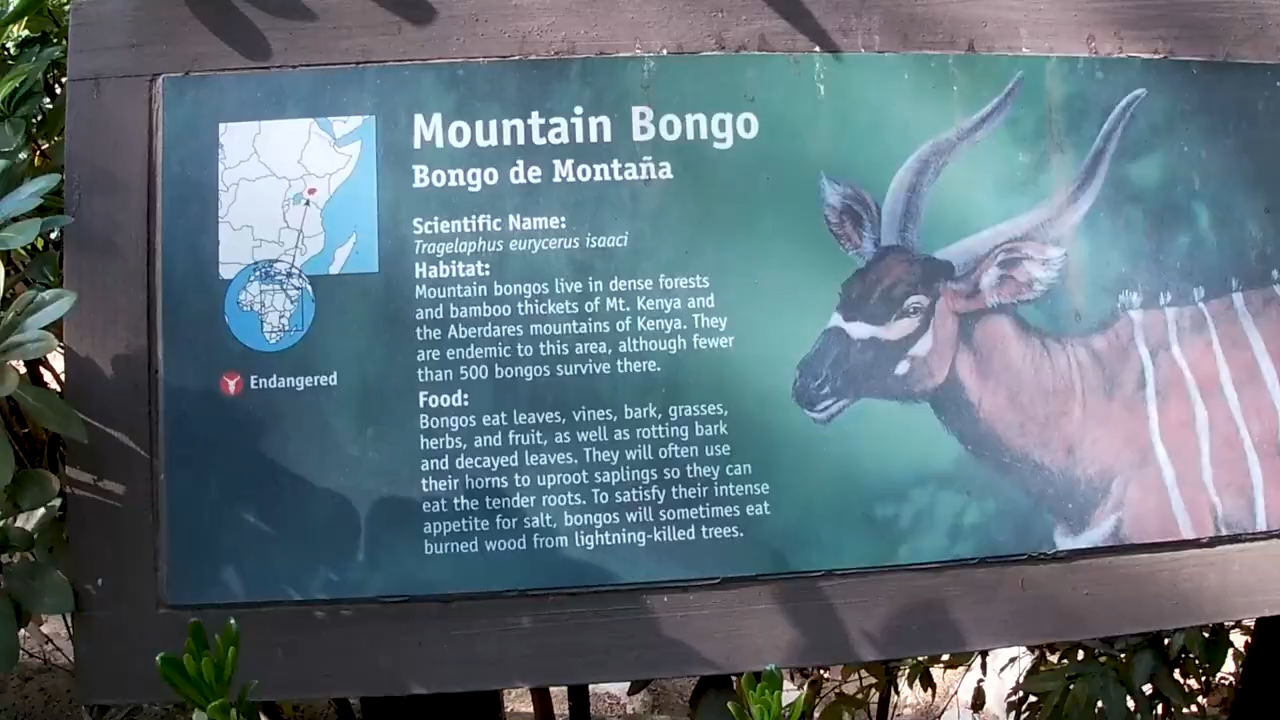 Mountain Bongo
Bongo de Montaña
Scientific Name:
Tragelaphus eurycerus isaaci
Habitat:
Mountain bongos live in dense forests
and bamboo thickets of Mt. Kenya and
the Aberdares mountains of Kenya. They
are endemic to this area, although fewer
than 500 bongos survive there.
Food:
Bongos eat leaves, vines, bark, grasses,
herbs, and fruit, as well as rotting bark
and decayed leaves. They will often use
their horns to uproot saplings so they can
eat the tender roots. To satisfy their intense
appetite for salt, bongos will sometimes eat
burned wood from lightning-killed trees.
Endangered